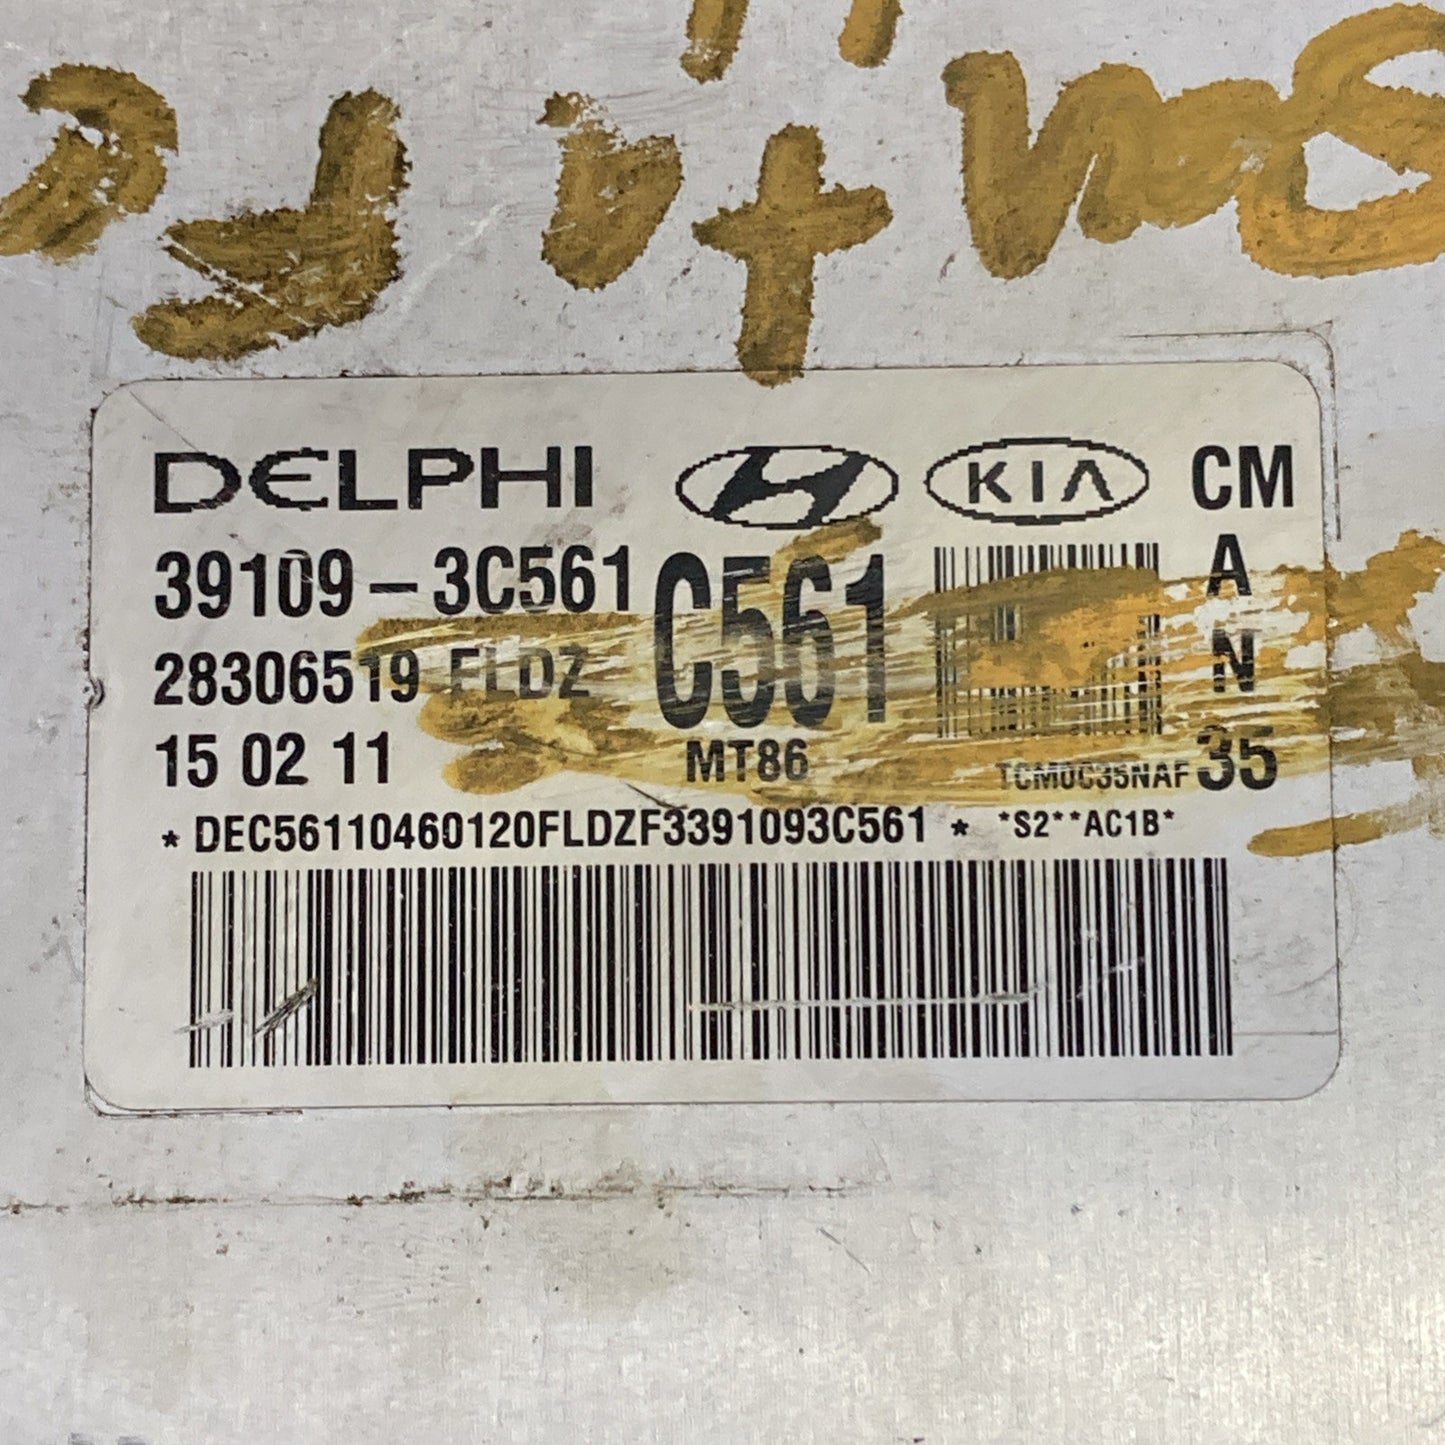 DELPHI KIA CM
39109-3C561 C561 A
28306519 FLDZ N
15 02 11 MT86 TCM0C35NAF 35
* DEC56110460120FLDZF3391093C561 * *S2**AC1B*